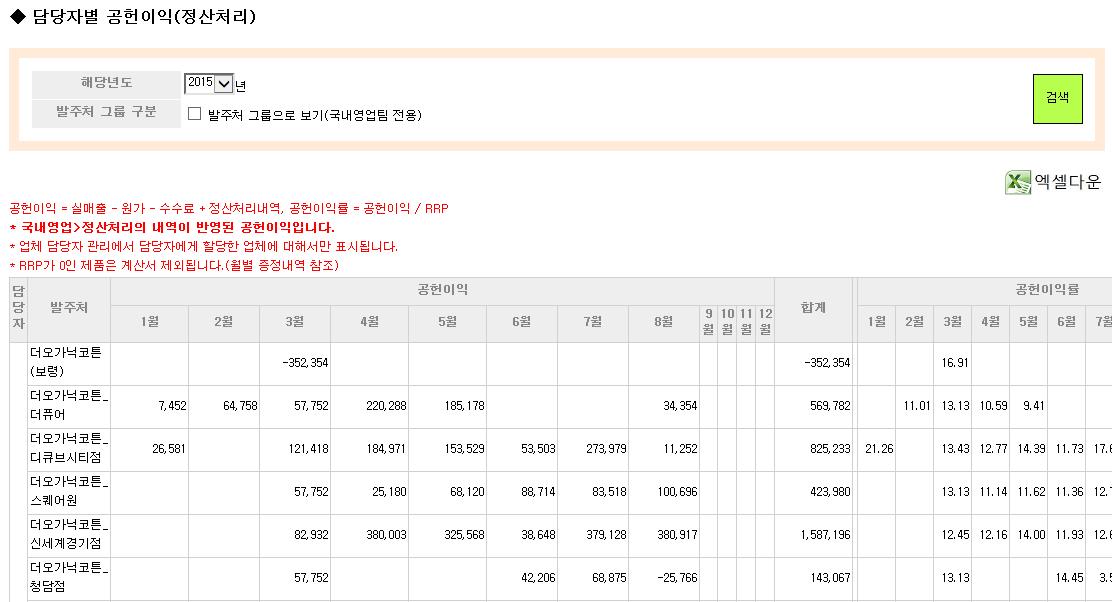 ◆ 담당자별 공헌이익(정산처리)
해당년도 2015 년
발주처 그룹 구분 발주처 그룹으로 보기(국내영업팀 전용)
검색
엑셀다운
공헌이익 = 실매출 - 원가 - 수수료 + 정산처리내역, 공헌이익률 = 공헌이익 / RRP
* 국내영업>정산처리의 내역이 반영된 공헌이익입니다.
* 업체 담당자 관리에서 담당자에게 할당한 업체에 대해서만 표시됩니다.
* RRP가 0인 제품은 계산서 제외됩니다.(월별 증정내역 참조)
담당자 발주처 공헌이익 합계 공헌이익률
1월 2월 3월 4월 5월 6월 7월 8월 9월 10월 11월 12월 1월 2월 3월 4월 5월 6월 7월
더오가닉코튼
(보령) -352,354 -352,354 16.91
더오가닉코튼_
더퓨어 7,452 64,758 57,752 220,288 185,178 34,354 569,782 11.01 13.13 10.59 9.41
더오가닉코튼_
디큐브시티점 26,581 121,418 184,971 153,529 53,503 273,979 11,252 825,233 21.26 13.43 12.77 14.39 11.73 17.6
더오가닉코튼_
스퀘어원 57,752 25,180 68,120 88,714 83,518 100,696 423,980 13.13 11.14 11.62 11.36 12.7
더오가닉코튼_
신세계경기점 82,932 380,003 325,568 38,648 379,128 380,917 1,587,196 12.45 12.16 14.00 11.93 12.6
더오가닉코튼_
청담점 57,752 42,206 68,875 -25,766 143,067 13.13 14.45 3.5